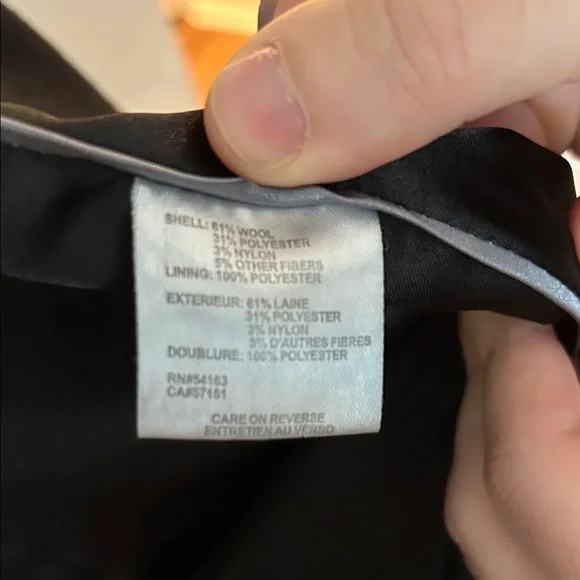 SHELL: 61% WOOL
31% POLYESTER
3% NYLON
5% OTHER FIBERS
LINING: 100% POLYESTER
EXTERIEUR: 61% LAINE
31% POLYESTER
3% NYLON
5% D'AUTRES FIBRES
DOUBLURE: 100% POLYESTER
RN#54163
CA#57151
CARE ON REVERSE
ENTRETIEN AU VERSO